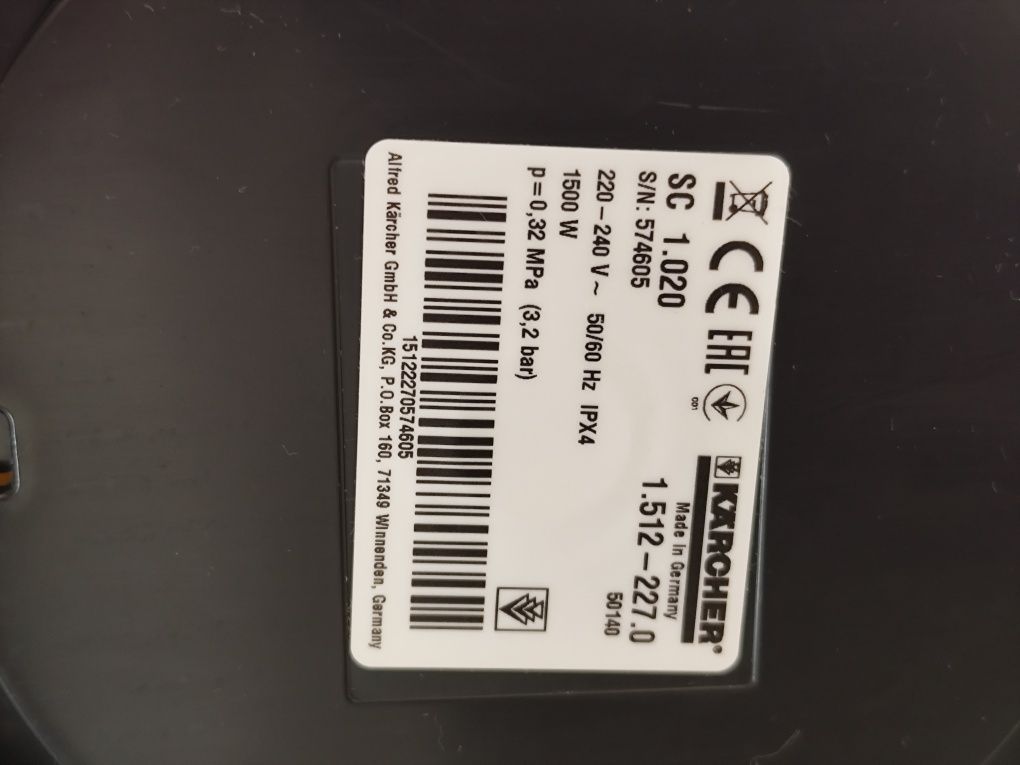 KÄRCHER®
Made in Germany
SC 1.020
1.512-227.0
S/N: 574605
50140
220-240 V ~ 50/60 Hz IPX4
1500 W
p=0,32 MPa (3,2 bar)
15122270574605
Alfred Kärcher GmbH & Co.KG, P.O.Box 160, 71349 Winnenden, Germany
CE EAC
001